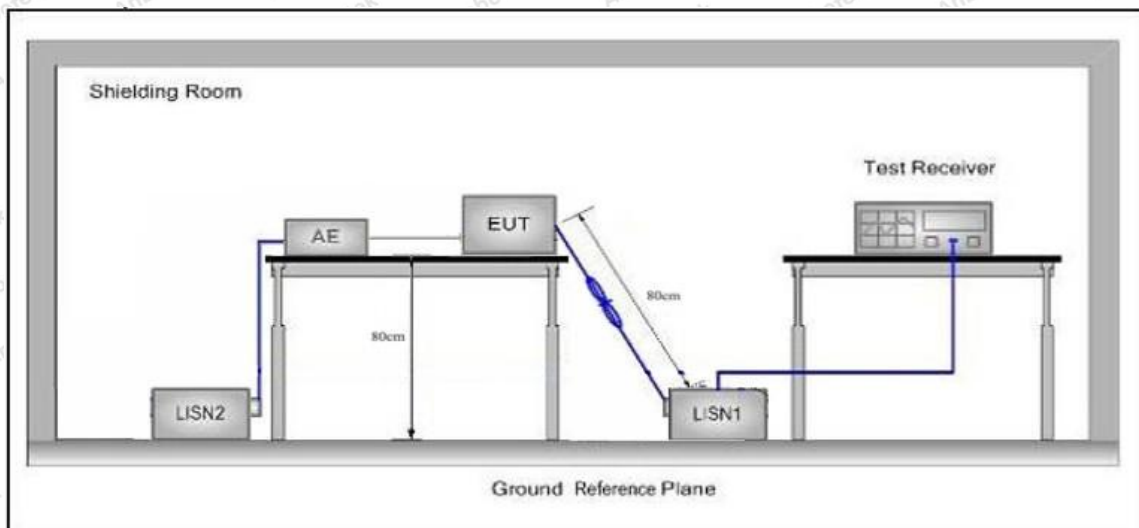 Shielding Room
Test Receiver
EUT
AE
80cm
80cm
LISN2
LISN1
Ground Reference Plane